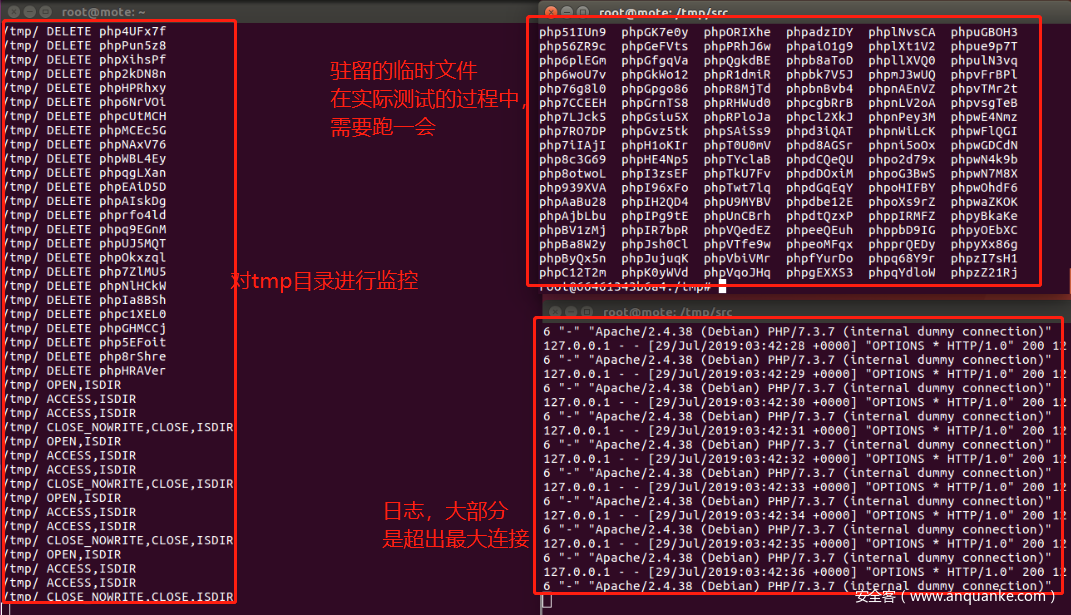 root@mote: ~
/tmp/ DELETE php4UFx7f
/tmp/ DELETE phpPun5z8
/tmp/ DELETE phpXihsPf
/tmp/ DELETE php2kDN8n
/tmp/ DELETE phpHPRhxy
/tmp/ DELETE php6NrVOi
/tmp/ DELETE phpcUtMCH
/tmp/ DELETE phpMCEc5G
/tmp/ DELETE phpNAxV76
/tmp/ DELETE phpWBL4Ey
/tmp/ DELETE phpqgLXan
/tmp/ DELETE phpEAiD5D
/tmp/ DELETE phpAIskDg
/tmp/ DELETE phprfo4ld
/tmp/ DELETE phpq9EGnM
/tmp/ DELETE phpUJ5MQT
/tmp/ DELETE phpOkxzql
/tmp/ DELETE php7ZlMU5
/tmp/ DELETE phpNlHCkW
/tmp/ DELETE phpIa8BSh
/tmp/ DELETE phpc1XEL0
/tmp/ DELETE phpGHMCCj
/tmp/ DELETE php5EFoit
/tmp/ DELETE php8rShre
/tmp/ DELETE phpHRAVer
/tmp/ OPEN,ISDIR
/tmp/ ACCESS,ISDIR
/tmp/ ACCESS,ISDIR
/tmp/ CLOSE_NOWRITE,CLOSE,ISDIR
/tmp/ OPEN,ISDIR
/tmp/ ACCESS,ISDIR
/tmp/ ACCESS,ISDIR
/tmp/ CLOSE_NOWRITE,CLOSE,ISDIR
/tmp/ OPEN,ISDIR
/tmp/ ACCESS,ISDIR
/tmp/ ACCESS,ISDIR
/tmp/ CLOSE_NOWRITE,CLOSE,ISDIR
/tmp/ OPEN,ISDIR
/tmp/ ACCESS,ISDIR
/tmp/ ACCESS,ISDIR
/tmp/ CLOSE_NOWRITE,CLOSE,ISDIR
驻留的临时文件
在实际测试的过程中，
需要跑一会
对tmp目录进行监控
日志，大部分
是超出最大连接
root@mote: /tmp/src
php51IUn9 phpGK7e0y phpORIXhe phpadzIDY phplNvsCA phpuGBOH3
php56ZR9c phpGeFVts phpPRhJ6w phpaiO1g9 phplXt1V2 phpue9p7T
php6plEGm phpGfgqVa phpQgkdBE phpb8aToD phpllXVQ0 phpulN3vq
php6woU7v phpGkWo12 phpR1dmiR phpbk7V5J phpmJ3wUQ phpvFrBPl
php76g8l0 phpGpgo86 phpR8MjTd phpbnBvb4 phpnAEnVZ phpvTMr2t
php7CCEEH phpGrnTS8 phpRHWud0 phpcgbRrB phpnLV2oA phpvsgTeB
php7LJck5 phpGsiu5X phpRPloJa phpcl2XkJ phpnPey3M phpwE4Nmz
php7RO7DP phpGvz5tk phpSAiSs9 phpd3iQAT phpnWiLcK phpwFlQGI
php7iIAjI phpH1oKIr phpT0U0mV phpd8AGSr phpni5oOx phpwGDCdN
php8c3G69 phpHE4Np5 phpTYclaB phpdCQeQU phpo2d79x phpwN4k9b
php8otwoL phpI3zsEF phpTkU7Fv phpdDOxiM phpoG3BwS phpwN7M8X
php939XVA phpI96xFo phpTwt7lq phpdGqEqY phpoHIFBY phpwOhdF6
phpAaBu28 phpIH2QD4 phpU9MYBV phpdbe12E phpoXs9rZ phpwaZKOK
phpAjbLbu phpIPg9tE phpUnCBrh phpdtQzxP phppIRMFZ phpyBkaKe
phpBV1zMj phpIR7bpR phpVQedEZ phpeeQEuh phppbD9IG phpyOEbXC
phpBa8W2y phpJsh0Cl phpVTfe9w phpeoMFqx phpprQEDy phpyXx86g
phpByQx5n phpJujuqK phpVbiVMr phpfYurDo phpq68Y9r phpzI7sH1
phpC12T2m phpK0yWVd phpVqoJHq phpgEXXS3 phpqYdloW phpzZ21Rj
root@66461343b6a4:/tmp#
root@mote: /tmp/src
6 "-" "Apache/2.4.38 (Debian) PHP/7.3.7 (internal dummy connection)"
127.0.0.1 - - [29/Jul/2019:03:42:28 +0000] "OPTIONS * HTTP/1.0" 200 12
6 "-" "Apache/2.4.38 (Debian) PHP/7.3.7 (internal dummy connection)"
127.0.0.1 - - [29/Jul/2019:03:42:29 +0000] "OPTIONS * HTTP/1.0" 200 12
6 "-" "Apache/2.4.38 (Debian) PHP/7.3.7 (internal dummy connection)"
127.0.0.1 - - [29/Jul/2019:03:42:30 +0000] "OPTIONS * HTTP/1.0" 200 12
6 "-" "Apache/2.4.38 (Debian) PHP/7.3.7 (internal dummy connection)"
127.0.0.1 - - [29/Jul/2019:03:42:31 +0000] "OPTIONS * HTTP/1.0" 200 12
6 "-" "Apache/2.4.38 (Debian) PHP/7.3.7 (internal dummy connection)"
127.0.0.1 - - [29/Jul/2019:03:42:32 +0000] "OPTIONS * HTTP/1.0" 200 12
6 "-" "Apache/2.4.38 (Debian) PHP/7.3.7 (internal dummy connection)"
127.0.0.1 - - [29/Jul/2019:03:42:33 +0000] "OPTIONS * HTTP/1.0" 200 12
6 "-" "Apache/2.4.38 (Debian) PHP/7.3.7 (internal dummy connection)"
127.0.0.1 - - [29/Jul/2019:03:42:34 +0000] "OPTIONS * HTTP/1.0" 200 12
6 "-" "Apache/2.4.38 (Debian) PHP/7.3.7 (internal dummy connection)"
127.0.0.1 - - [29/Jul/2019:03:42:35 +0000] "OPTIONS * HTTP/1.0" 200 12
6 "-" "Apache/2.4.38 (Debian) PHP/7.3.7 (internal dummy connection)"
127.0.0.1 - - [29/Jul/2019:03:42:36 +0000] "OPTIONS * HTTP/1.0" 200 12
6 "-" "Apache/2.4.38 (Debian) PHP/7.3.7 (internal dummy connection)"
安全客（www.anquanke.com）